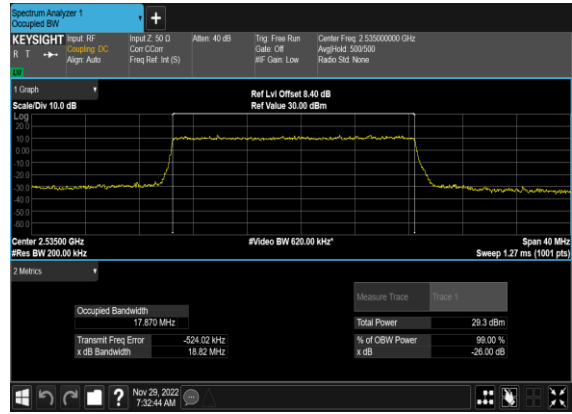 Spectrum Analyzer 1
Occupied BW
+
KEYSIGHT Input: RF Input Z: 50 Ω Atten: 40 dB Trig: Free Run Center Freq: 2.535000000 GHz
R T Coupling: DC Corr CCorr Gate: Off Avg|Hold: 500/500
Align: Auto Freq Ref: Int (S) #IF Gain: Low Radio Std: None
LW
1 Graph
Ref Lvl Offset 8.40 dB
Scale/Div 10.0 dB Ref Value 30.00 dBm
Log
20.0
10.0
0.00
-10.0
-20.0
-30.0
-40.0
-50.0
-60.0
Center 2.53500 GHz #Video BW 620.00 kHz* Span 40 MHz
#Res BW 200.00 kHz Sweep 1.27 ms (1001 pts)
2 Metrics
Measure Trace Trace 1
Occupied Bandwidth
17.870 MHz Total Power 29.3 dBm
Transmit Freq Error -524.02 kHz % of OBW Power 99.00 %
x dB Bandwidth 18.82 MHz x dB -26.00 dB
? Nov 29, 2022
7:32:44 AM